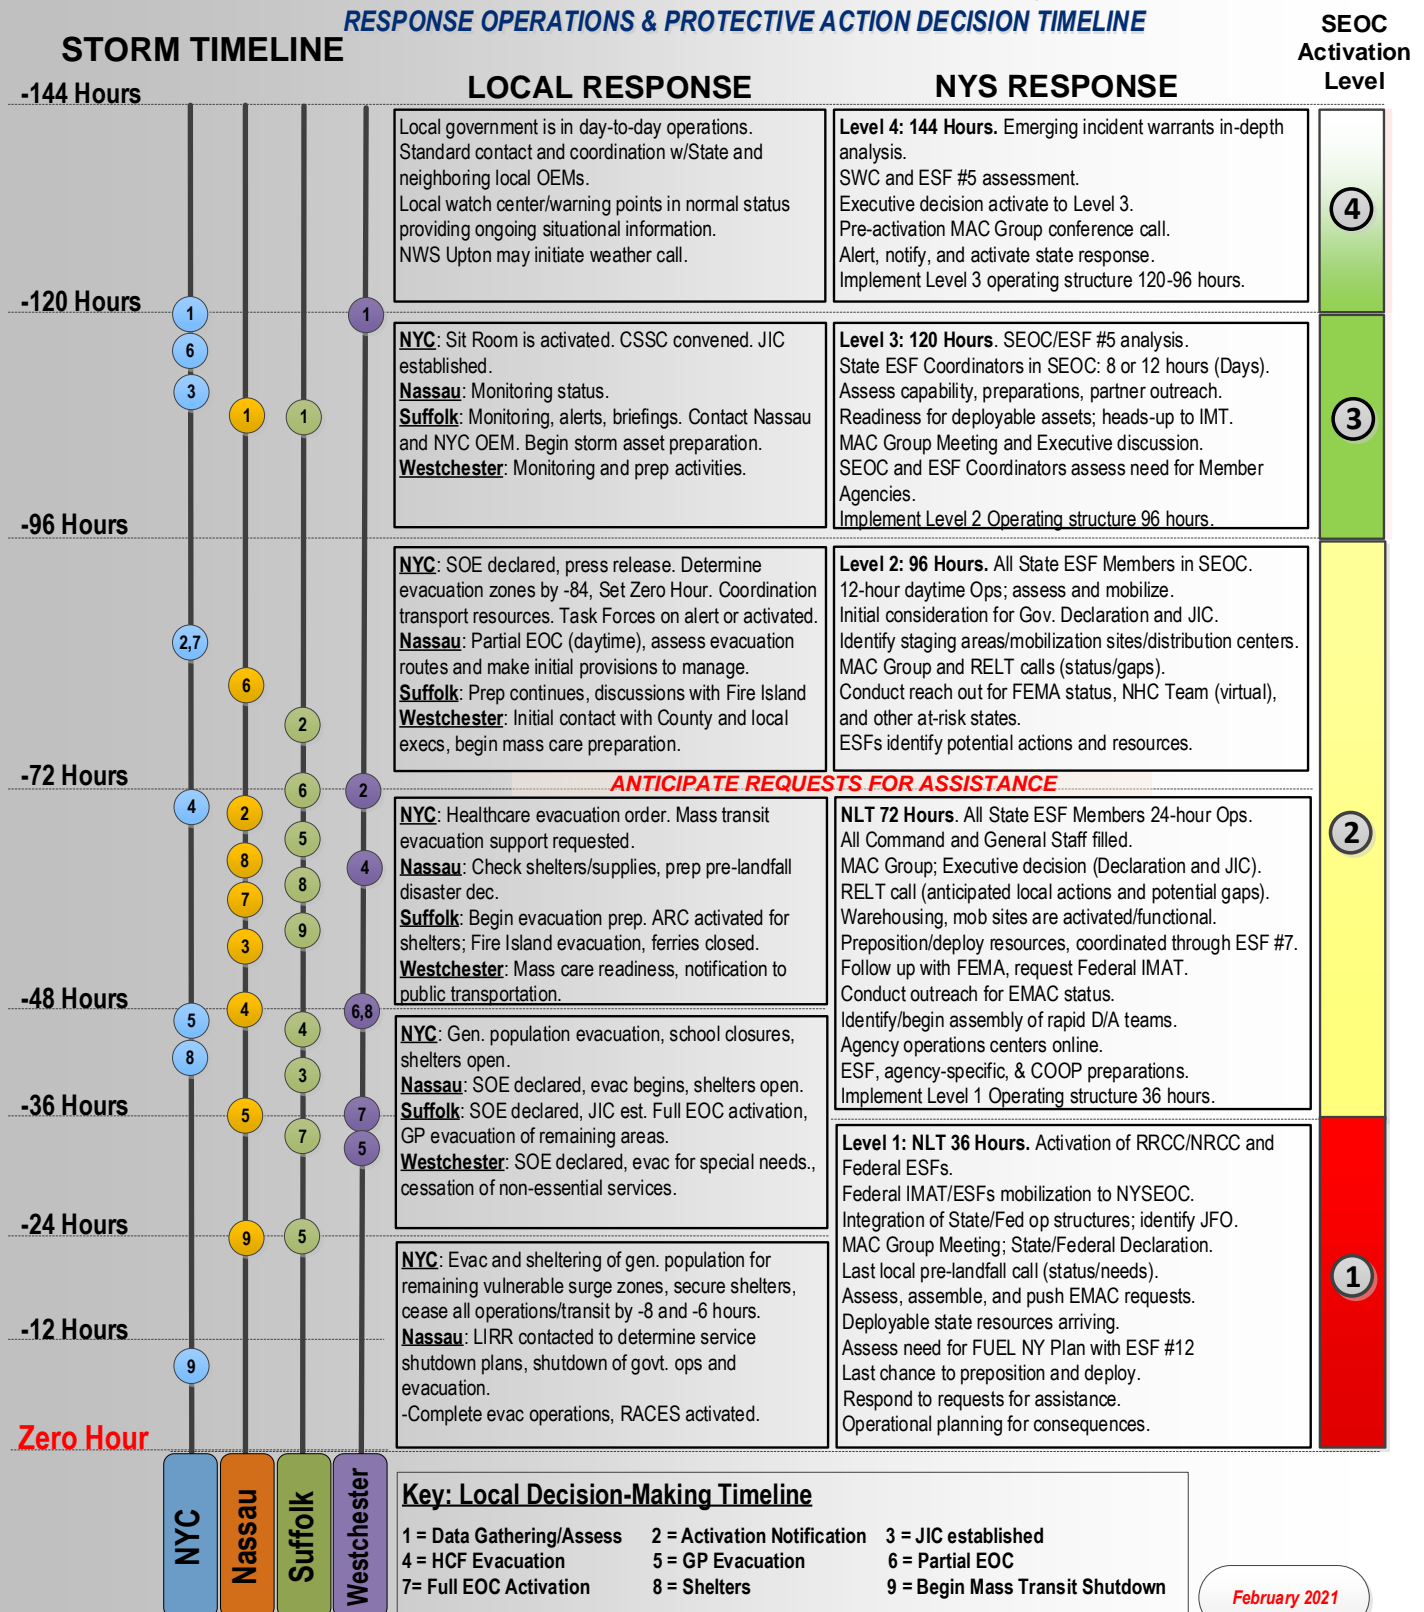 RESPONSE OPERATIONS & PROTECTIVE ACTION DECISION TIMELINE
STORM TIMELINE
LOCAL RESPONSE
NYS RESPONSE
SEOC
Activation
Level
-144 Hours
Local government is in day-to-day operations.
Standard contact and coordination w/State and
neighboring local OEMs.
Local watch center/warning points in normal status
providing ongoing situational information.
NWS Upton may initiate weather call.
Level 4: 144 Hours. Emerging incident warrants in-depth
analysis.
SWC and ESF #5 assessment.
Executive decision activate to Level 3.
Pre-activation MAC Group conference call.
Alert, notify, and activate state response.
Implement Level 3 operating structure 120-96 hours.
4
-120 Hours
1
1
6
3
1
1
NYC: Sit Room is activated. CSSC convened. JIC
established.
Nassau: Monitoring status.
Suffolk: Monitoring, alerts, briefings. Contact Nassau
and NYC OEM. Begin storm asset preparation.
Westchester: Monitoring and prep activities.
Level 3: 120 Hours. SEOC/ESF #5 analysis.
State ESF Coordinators in SEOC: 8 or 12 hours (Days).
Assess capability, preparations, partner outreach.
Readiness for deployable assets; heads-up to IMT.
MAC Group Meeting and Executive discussion.
SEOC and ESF Coordinators assess need for Member
Agencies.
Implement Level 2 Operating structure 96 hours.
3
-96 Hours
2,7
6
2
NYC: SOE declared, press release. Determine
evacuation zones by -84, Set Zero Hour. Coordination
transport resources. Task Forces on alert or activated.
Nassau: Partial EOC (daytime), assess evacuation
routes and make initial provisions to manage.
Suffolk: Prep continues, discussions with Fire Island
Westchester: Initial contact with County and local
execs, begin mass care preparation.
Level 2: 96 Hours. All State ESF Members in SEOC.
12-hour daytime Ops; assess and mobilize.
Initial consideration for Gov. Declaration and JIC.
Identify staging areas/mobilization sites/distribution centers.
MAC Group and RELT calls (status/gaps).
Conduct reach out for FEMA status, NHC Team (virtual),
and other at-risk states.
ESFs identify potential actions and resources.
-72 Hours
ANTICIPATE REQUESTS FOR ASSISTANCE
6
2
4
2
5
8
4
8
7
9
3
NYC: Healthcare evacuation order. Mass transit
evacuation support requested.
Nassau: Check shelters/supplies, prep pre-landfall
disaster dec.
Suffolk: Begin evacuation prep. ARC activated for
shelters; Fire Island evacuation, ferries closed.
Westchester: Mass care readiness, notification to
public transportation.
NLT 72 Hours. All State ESF Members 24-hour Ops.
All Command and General Staff filled.
MAC Group; Executive decision (Declaration and JIC).
RELT call (anticipated local actions and potential gaps).
Warehousing, mob sites are activated/functional.
Preposition/deploy resources, coordinated through ESF #7.
Follow up with FEMA, request Federal IMAT.
Conduct outreach for EMAC status.
Identify/begin assembly of rapid D/A teams.
Agency operations centers online.
ESF, agency-specific, & COOP preparations.
Implement Level 1 Operating structure 36 hours.
2
-48 Hours
4
6,8
5
4
8
3
NYC: Gen. population evacuation, school closures,
shelters open.
Nassau: SOE declared, evac begins, shelters open.
Suffolk: SOE declared, JIC est. Full EOC activation,
GP evacuation of remaining areas.
Westchester: SOE declared, evac for special needs.,
cessation of non-essential services.
-36 Hours
5
7
7
5
Level 1: NLT 36 Hours. Activation of RRCC/NRCC and
Federal ESFs.
Federal IMAT/ESFs mobilization to NYSEOC.
Integration of State/Fed op structures; identify JFO.
MAC Group Meeting; State/Federal Declaration.
Last local pre-landfall call (status/needs).
Assess, assemble, and push EMAC requests.
Deployable state resources arriving.
Assess need for FUEL NY Plan with ESF #12
Last chance to preposition and deploy.
Respond to requests for assistance.
Operational planning for consequences.
1
-24 Hours
9
5
NYC: Evac and sheltering of gen. population for
remaining vulnerable surge zones, secure shelters,
cease all operations/transit by -8 and -6 hours.
Nassau: LIRR contacted to determine service
shutdown plans, shutdown of govt. ops and
evacuation.
-Complete evac operations, RACES activated.
-12 Hours
9
Zero Hour
NYC
Nassau
Suffolk
Westchester
Key: Local Decision-Making Timeline
1 = Data Gathering/Assess 2 = Activation Notification 3 = JIC established
4 = HCF Evacuation 5 = GP Evacuation 6 = Partial EOC
7= Full EOC Activation 8 = Shelters 9 = Begin Mass Transit Shutdown
February 2021